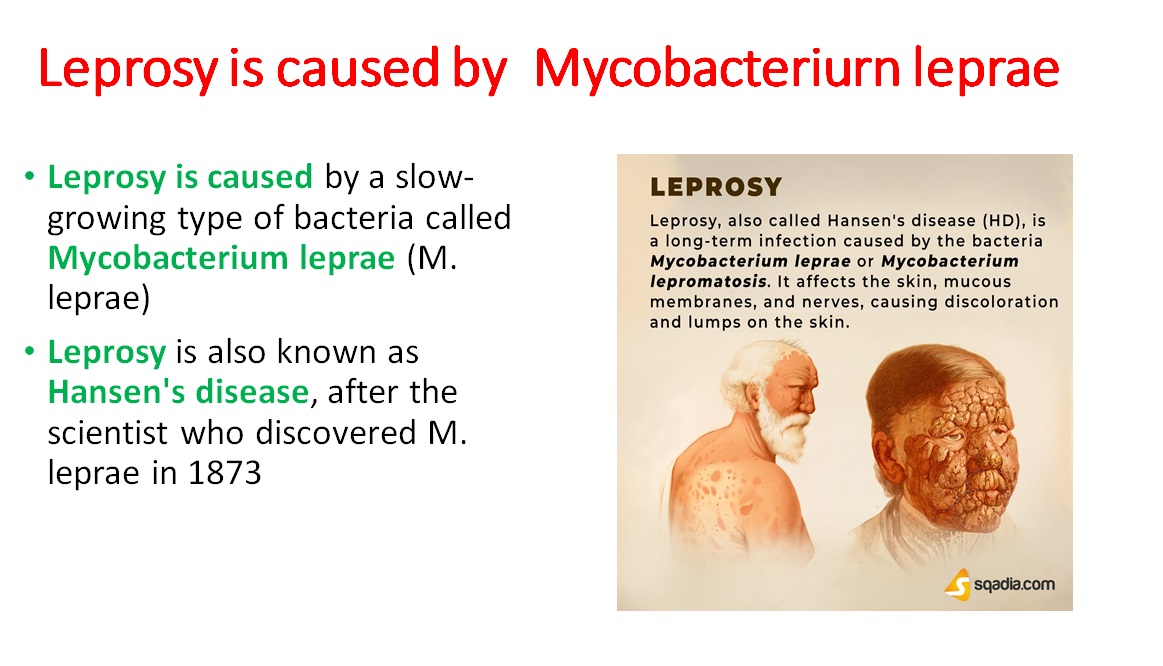 Leprosy is caused by  Mycobacteriurn leprae
• Leprosy is caused by a slow-
growing type of bacteria called
Mycobacterium leprae (M.
leprae)
• Leprosy is also known as
Hansen's disease, after the
scientist who discovered M.
leprae in 1873
LEPROSY
Leprosy, also called Hansen's disease (HD), is
a long-term infection caused by the bacteria
Mycobacterium leprae or Mycobacterium
lepromatosis. It affects the skin, mucous
membranes, and nerves, causing discoloration
and lumps on the skin.
sqadia.com